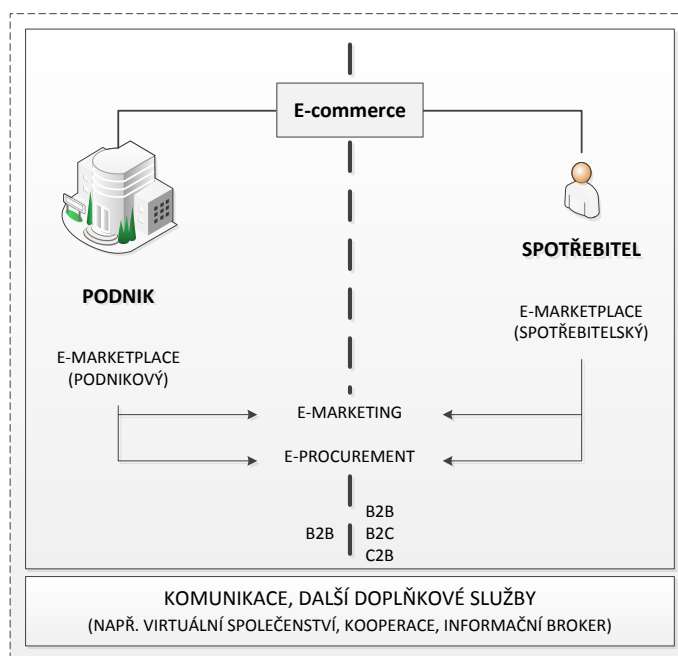 E-commerce
SPOTŘEBITEL
PODNIK
E-MARKETPLACE
(SPOTŘEBITELSKÝ)
E-MARKETPLACE
(PODNIKOVÝ)
E-MARKETING
E-PROCUREMENT
B2B
B2B
B2C
C2B
KOMUNIKACE, DALŠÍ DOPLŇKOVÉ SLUŽBY
(NAPŘ. VIRTUÁLNÍ SPOLEČENSTVÍ, KOOPERACE, INFORMAČNÍ BROKER)